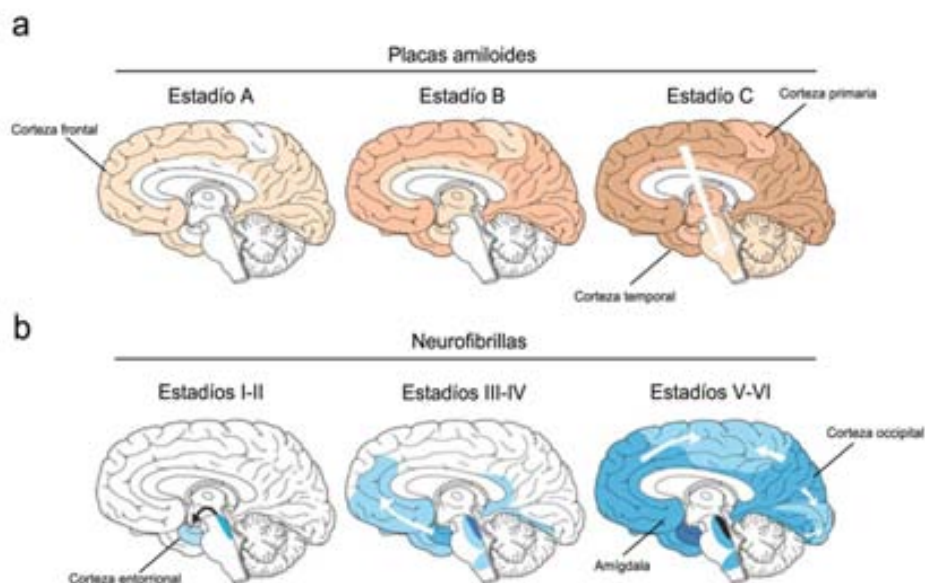 a
Placas amiloides
Estadío A
Estadío B
Estadío C
Corteza primaria
Corteza frontal
Corteza temporal
b
Neurofibrillas
Estadíos I-II
Estadíos III-IV
Estadíos V-VI
Corteza occipital
Amígdala
Corteza entorrional